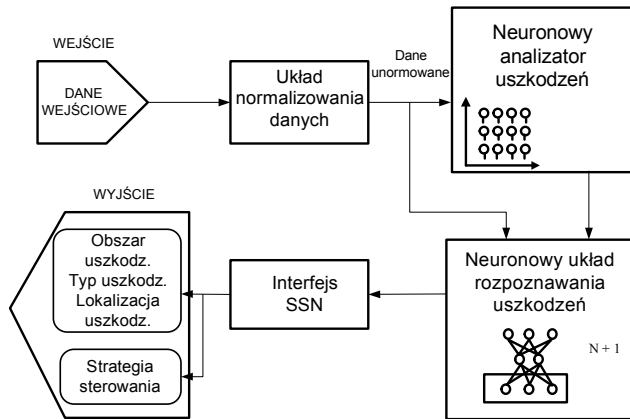 WEJŚCIE
DANE
WEJŚCIOWE
Układ
normalizowania
danych
Dane
unormowane
Neuronowy
analizator
uszkodzeń
WYJŚCIE
Obszar
uszkodz.
Typ uszkodz.
Lokalizacja
uszkodz.
Strategia
sterowania
Interfejs
SSN
Neuronowy układ
rozpoznawania
uszkodzeń
N + 1